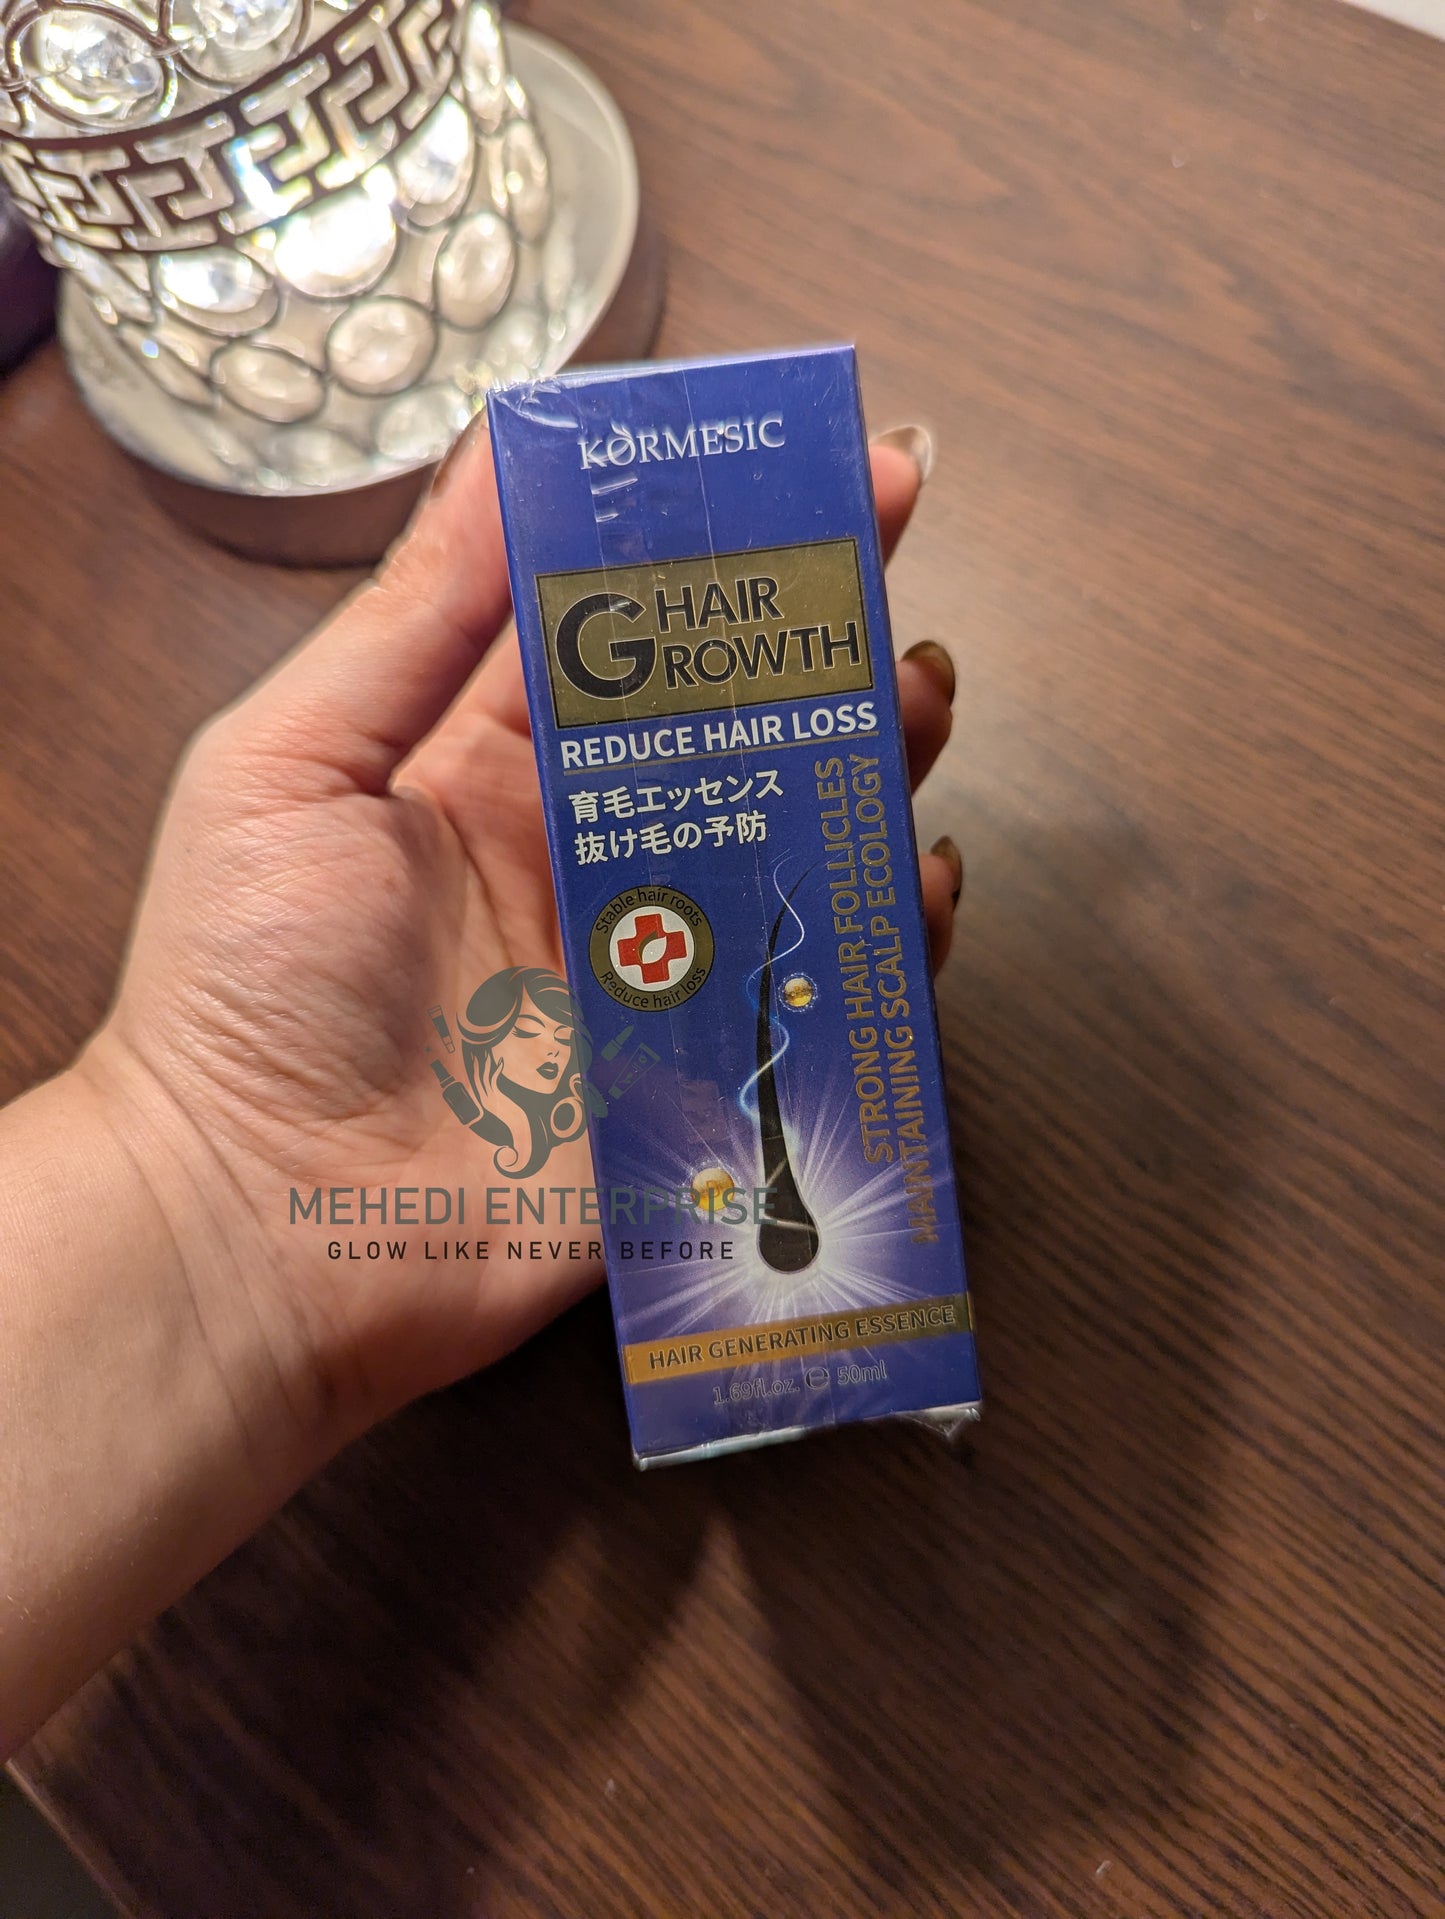 KORMESIC
HAIR
GROWTH
REDUCE HAIR LOSS
育毛エッセンス
抜け毛の予防
STRONG HAIR FOLLICLES
MAINTAINING SCALP ECOLOGY
Stable hair roots
Reduce hair loss
MEHEDI ENTERPRISE
GLOW LIKE NEVER BEFORE
HAIR GENERATING ESSENCE
1.69fl.oz. ℮ 50ml